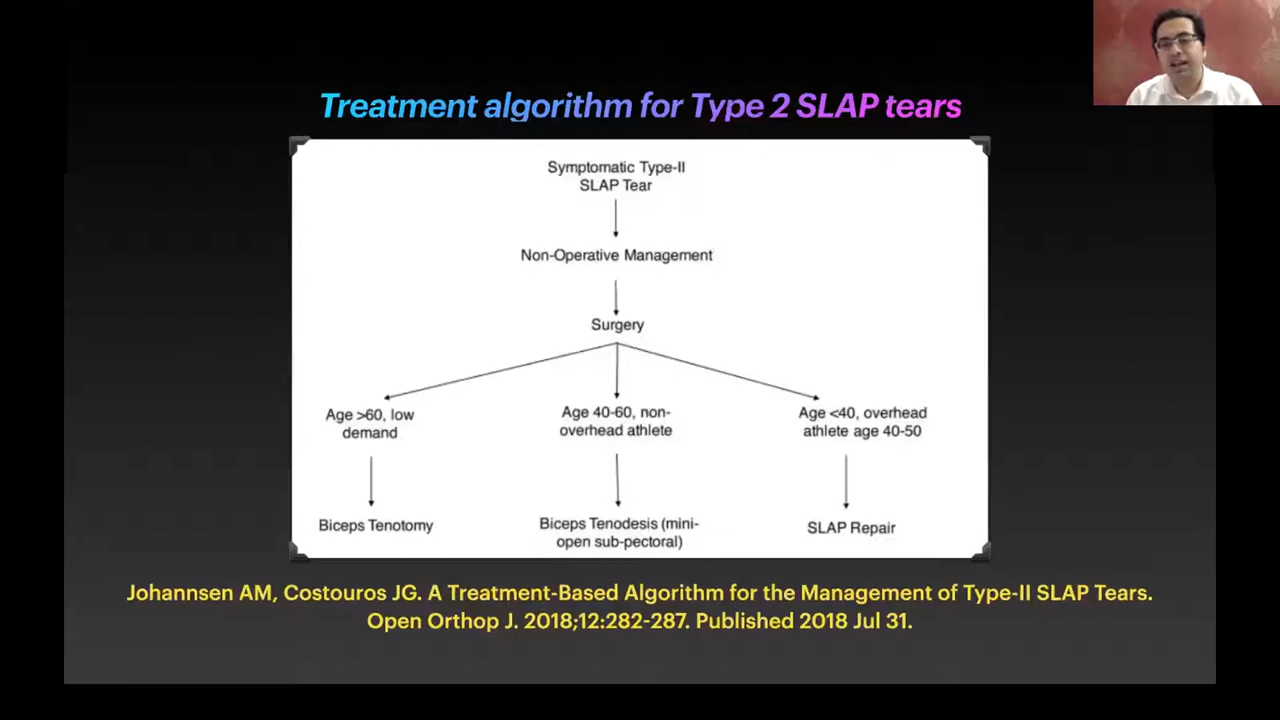 Treatment algorithm for Type 2 SLAP tears
Symptomatic Type-II
SLAP Tear
Non-Operative Management
Surgery
Age >60, low
demand
Age 40-60, non-
overhead athlete
Age <40, overhead
athlete age 40-50
Biceps Tenotomy
Biceps Tenodesis (mini-
open sub-pectoral)
SLAP Repair
Johannsen AM, Costouros JG. A Treatment-Based Algorithm for the Management of Type-II SLAP Tears.
Open Orthop J. 2018;12:282-287. Published 2018 Jul 31.